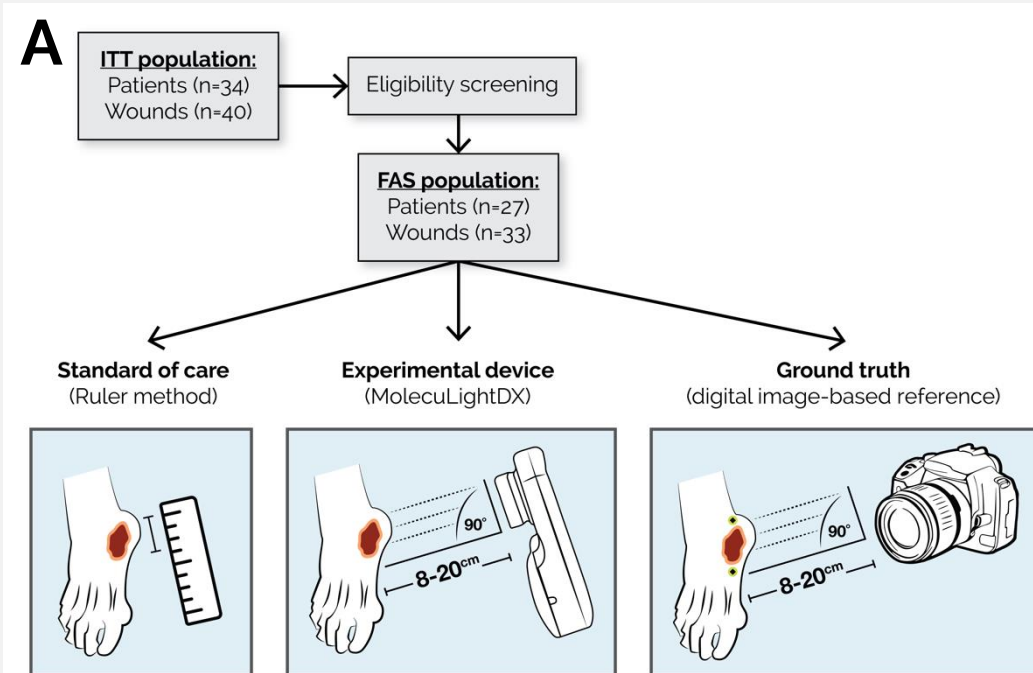 A
ITT population:
Patients (n=34)
Wounds (n=40)
Eligibility screening
FAS population:
Patients (n=27)
Wounds (n=33)
Standard of care
(Ruler method)
Experimental device
(MolecuLightDX)
Ground truth
(digital image-based reference)
90°
8-20cm
90°
8-20cm